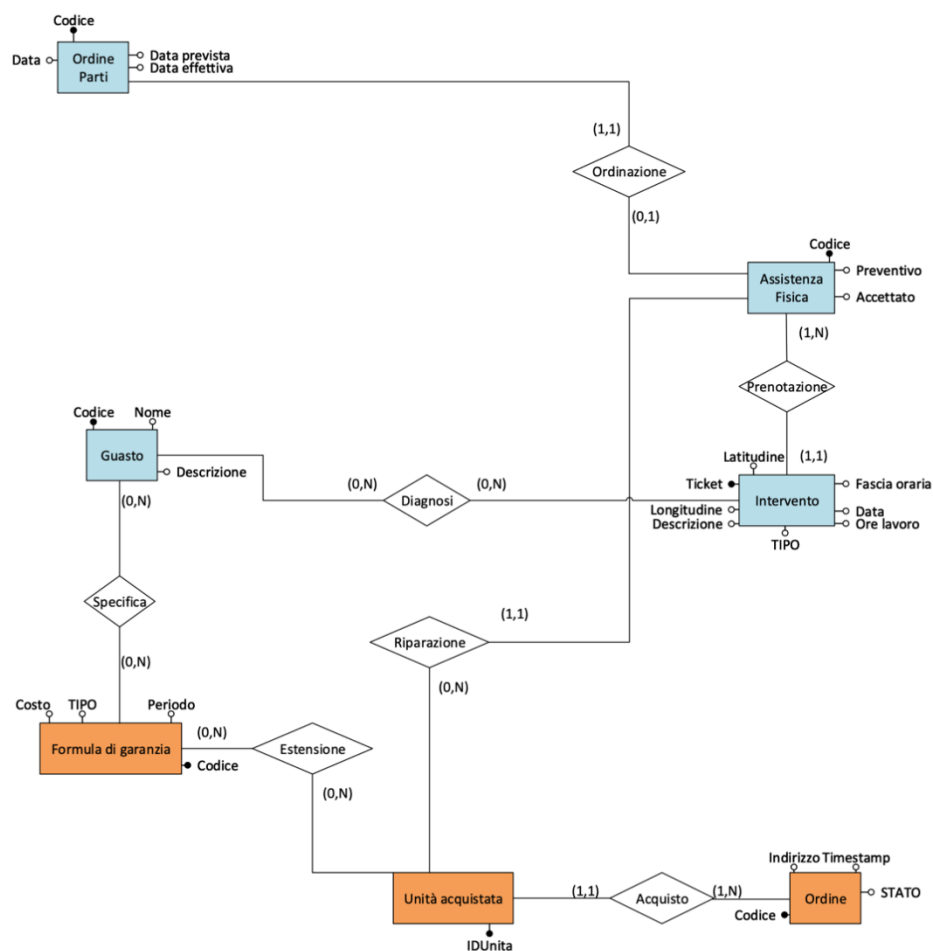 Codice
Data
Ordine
Parti
Data prevista
Data effettiva
(1,1)
Ordinazione
(0,1)
Codice
Assistenza
Fisica
Preventivo
Accettato
(1,N)
Prenotazione
(1,1)
Codice
Nome
Guasto
Descrizione
(0,N)
Diagnosi
(0,N)
Latitudine
Ticket
Longitudine
Descrizione
Intervento
Fascia oraria
Data
Ore lavoro
TIPO
(0,N)
Specifica
(0,N)
Riparazione
(1,1)
(0,N)
Costo
TIPO
Periodo
Formula di garanzia
Codice
(0,N)
Estensione
(0,N)
Unità acquistata
IDUnita
(1,1)
Acquisto
(1,N)
Indirizzo
Timestamp
Ordine
STATO
Codice